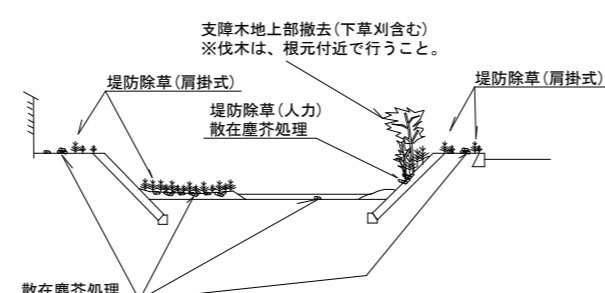 支障木地上部撤去(下草刈含む)
※伐木は、根元付近で行うこと。
堤防除草(肩掛式)
堤防除草(肩掛式)
堤防除草(人力)
散在塵芥処理
散在塵芥処理